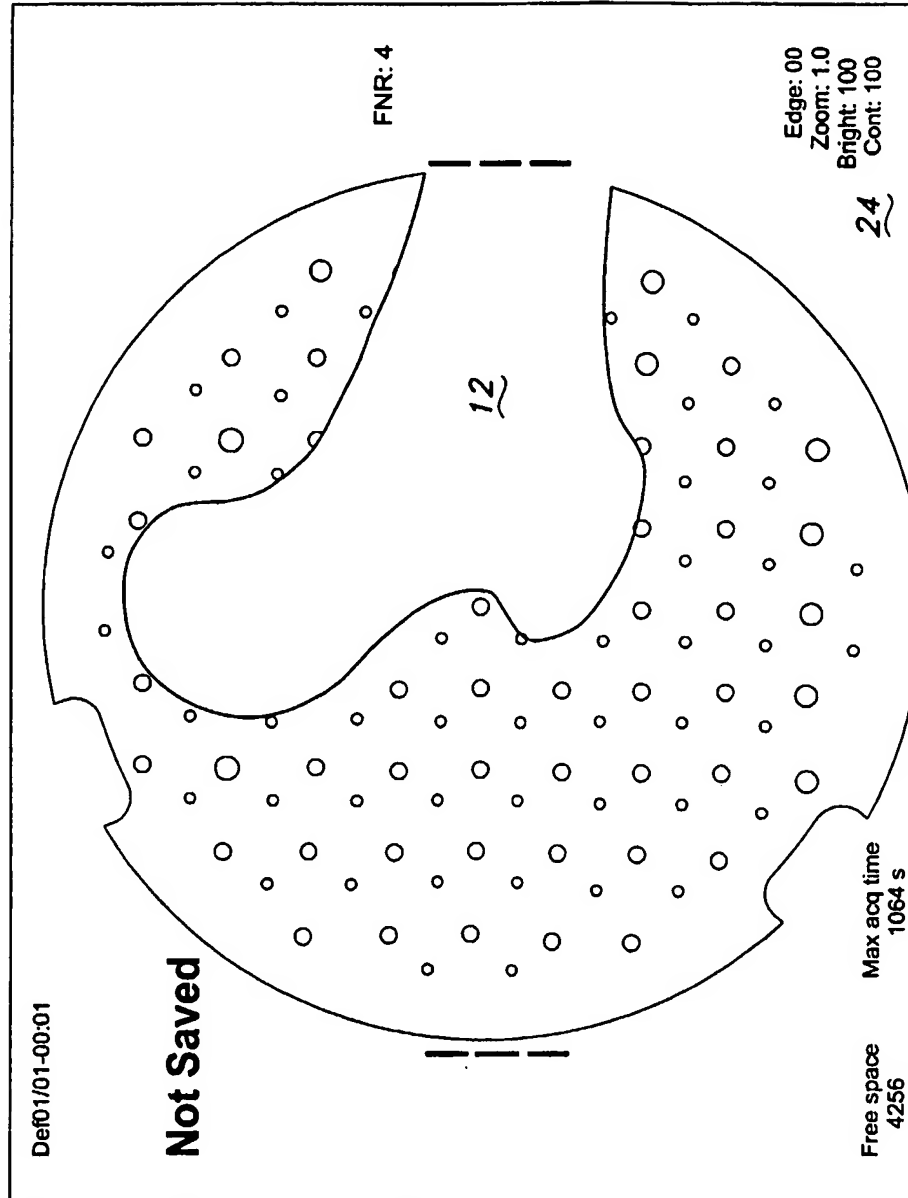 Def01/01-00:01
Not Saved
FNR: 4
12
24
Edge: 00
Zoom: 1.0
Bright: 100
Cont: 100
Free space
4256
Max acq time
1064 s